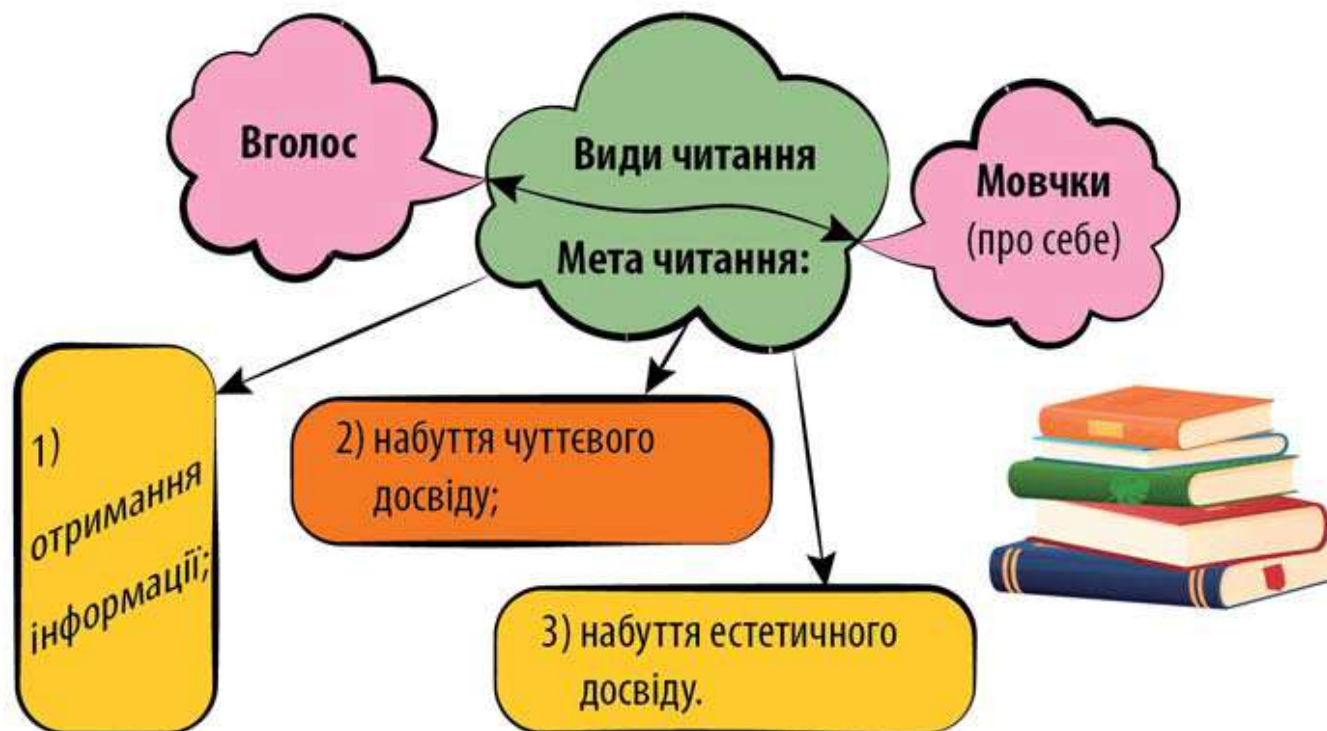 Вголос
Види читання
Мовчки
(про себе)
Мета читання:
1)
отримання
інформації;
2) набуття чуттєвого
досвіду;
3) набуття естетичного
досвіду.